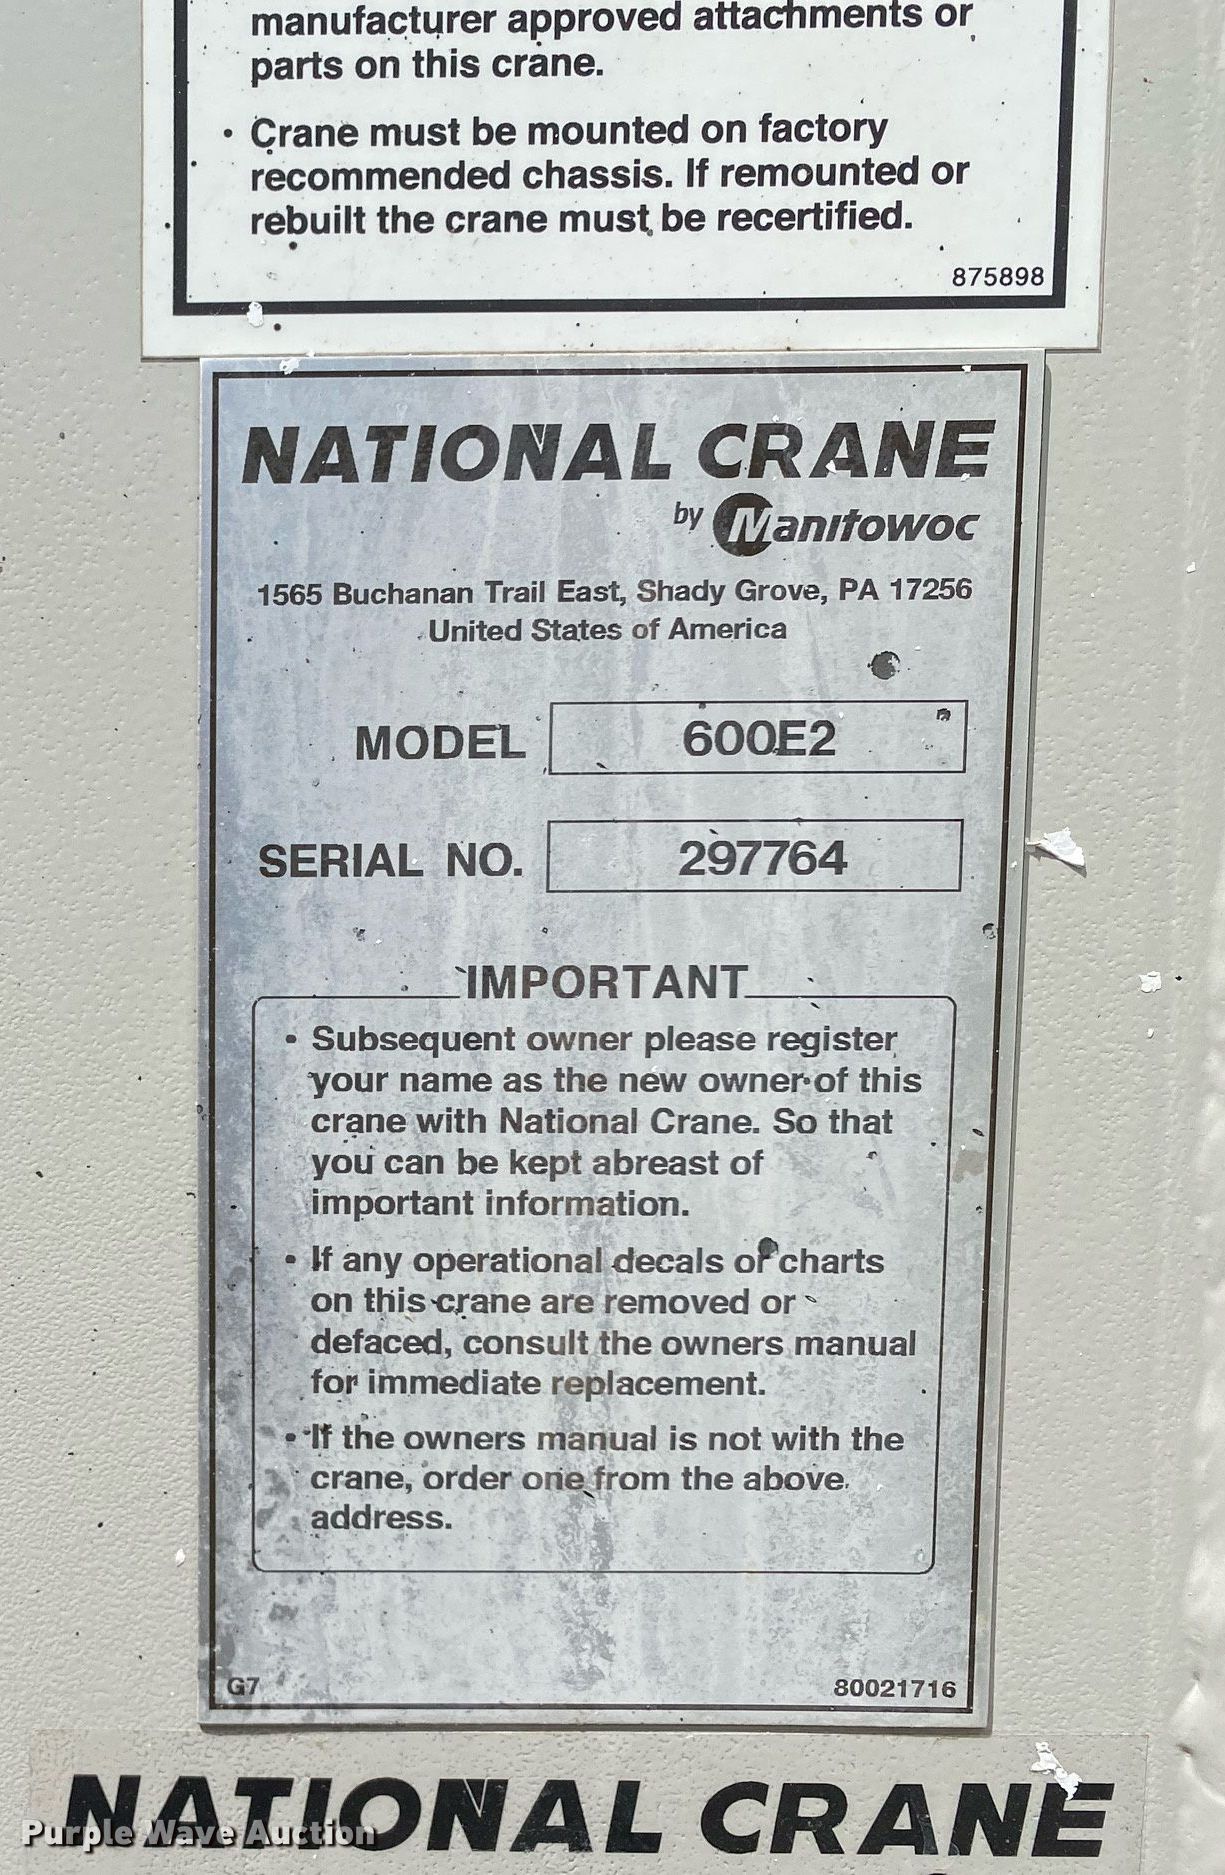 manufacturer approved attachments or
parts on this crane.
• Crane must be mounted on factory
recommended chassis. If remounted or
rebuilt the crane must be recertified.
875898
NATIONAL CRANE
by Manitowoc
1565 Buchanan Trail East, Shady Grove, PA 17256
United States of America
MODEL 600E2
SERIAL NO. 297764
IMPORTANT
• Subsequent owner please register
your name as the new owner of this
crane with National Crane. So that
you can be kept abreast of
important information.
• If any operational decals or charts
on this crane are removed or
defaced, consult the owners manual
for immediate replacement.
• If the owners manual is not with the
crane, order one from the above
address.
G7 80021716
NATIONAL CRANE
Purple Wave Auction